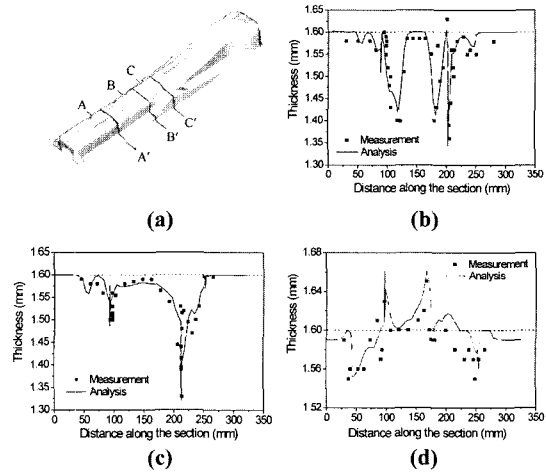 A
B
C
A'
B'
C'
(a)
Thickness (mm)
1.65
1.60
1.55
1.50
1.45
1.40
1.35
1.30
Measurement
Analysis
0 50 100 150 200 250 300 350
Distance along the section (mm)
(b)
Thickness (mm)
1.65
1.60
1.55
1.50
1.45
1.40
1.35
1.30
Measurement
Analysis
0 50 100 150 200 250 300 350
Distance along the section (mm)
(c)
Thickness (mm)
1.68
1.64
1.60
1.56
1.52
Measurement
Analysis
0 50 100 150 200 250 300 350
Distance along the section (mm)
(d)